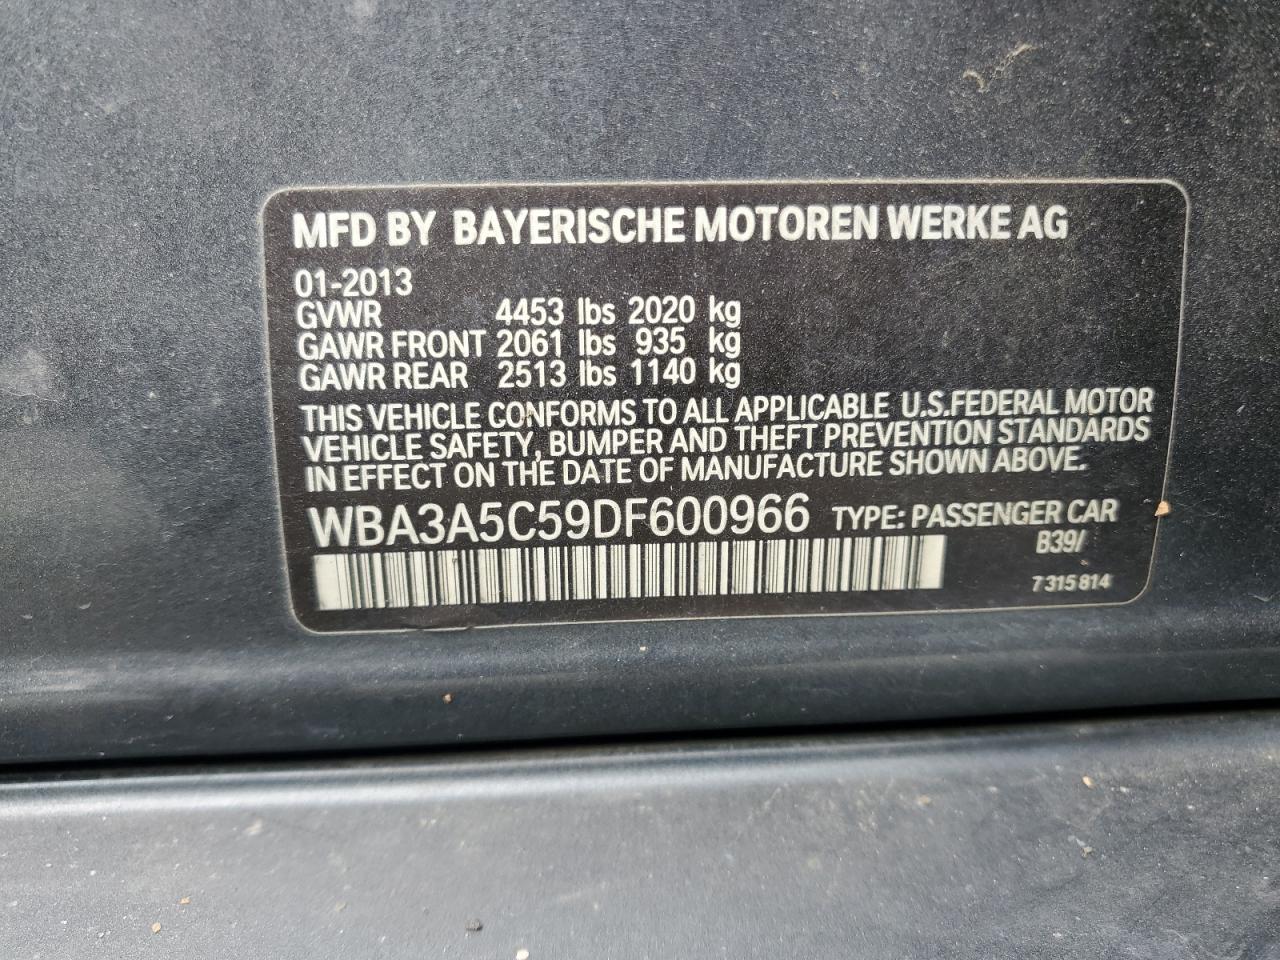 MFD BY BAYERISCHE MOTOREN WERKE AG
01-2013
GVWR 4453 lbs 2020 kg
GAWR FRONT 2061 lbs 935 kg
GAWR REAR 2513 lbs 1140 kg
THIS VEHICLE CONFORMS TO ALL APPLICABLE U.S.FEDERAL MOTOR
VEHICLE SAFETY, BUMPER AND THEFT PREVENTION STANDARDS
IN EFFECT ON THE DATE OF MANUFACTURE SHOWN ABOVE.
WBA3A5C59DF600966 TYPE: PASSENGER CAR
B39/
7 315 814